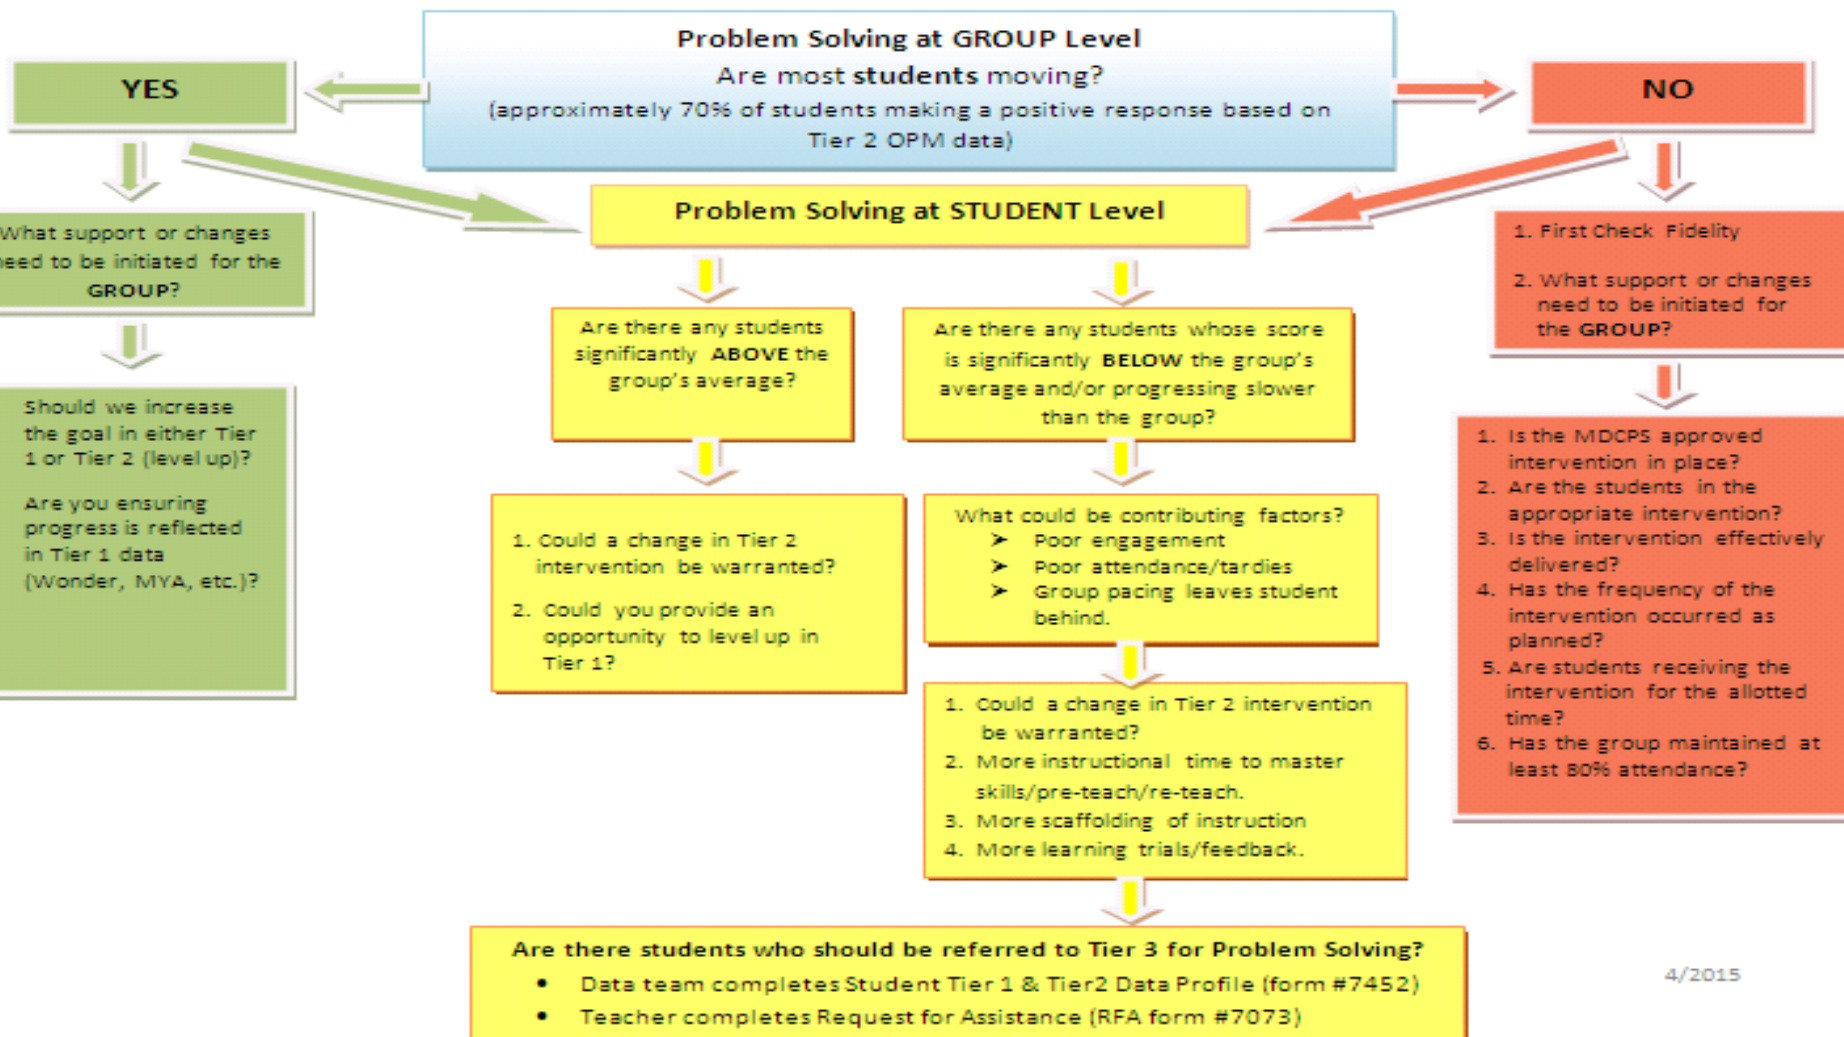 Problem Solving at GROUP Level
Are most students moving?
(approximately 70% of students making a positive response based on
Tier 2 OPM data)
YES
NO
Problem Solving at STUDENT Level
What support or changes
need to be initiated for the
GROUP?
Should we increase
the goal in either Tier
1 or Tier 2 (level up)?
Are you ensuring
progress is reflected
in Tier 1 data
(Wonder, MYA, etc.)?
Are there any students
significantly ABOVE the
group's average?
1. Could a change in Tier 2
intervention be warranted?
2. Could you provide an
opportunity to level up in
Tier 1?
Are there any students whose score
is significantly BELOW the group's
average and/or progressing slower
than the group?
What could be contributing factors?
➤ Poor engagement
➤ Poor attendance/tardies
➤ Group pacing leaves student
behind.
1. Could a change in Tier 2 intervention
be warranted?
2. More instructional time to master
skills/pre-teach/re-teach.
3. More scaffolding of instruction
4. More learning trials/feedback.
1. First Check Fidelity
2. What support or changes
need to be initiated for
the GROUP?
1. Is the MDCPS approved
intervention in place?
2. Are the students in the
appropriate intervention?
3. Is the intervention effectively
delivered?
4. Has the frequency of the
intervention occurred as
planned?
5. Are students receiving the
intervention for the allotted
time?
6. Has the group maintained at
least 80% attendance?
Are there students who should be referred to Tier 3 for Problem Solving?
• Data team completes Student Tier 1 & Tier2 Data Profile (form #7452)
• Teacher completes Request for Assistance (RFA form #7073)
4/2015